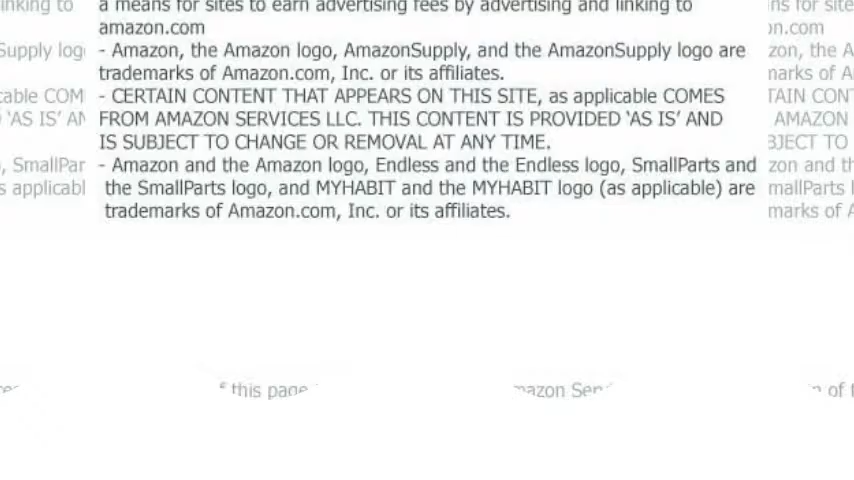 a means for sites to earn advertising fees by advertising and linking to
amazon.com
- Amazon, the Amazon logo, AmazonSupply, and the AmazonSupply logo are
trademarks of Amazon.com, Inc. or its affiliates.
- CERTAIN CONTENT THAT APPEARS ON THIS SITE, as applicable COMES
FROM AMAZON SERVICES LLC. THIS CONTENT IS PROVIDED 'AS IS' AND
IS SUBJECT TO CHANGE OR REMOVAL AT ANY TIME.
- Amazon and the Amazon logo, Endless and the Endless logo, SmallParts and
the SmallParts logo, and MYHABIT and the MYHABIT logo (as applicable) are
trademarks of Amazon.com, Inc. or its affiliates.
this page